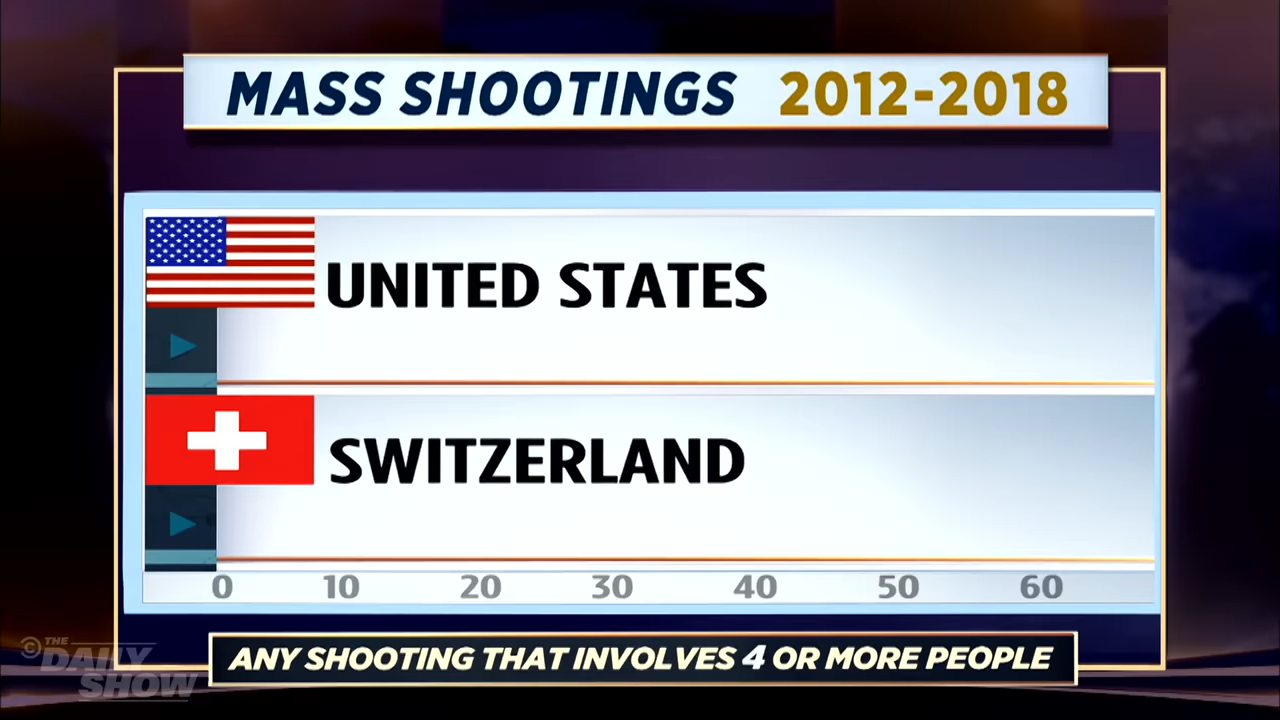 MASS SHOOTINGS 2012-2018
UNITED STATES
SWITZERLAND
0 10 20 30 40 50 60
ANY SHOOTING THAT INVOLVES 4 OR MORE PEOPLE
THE
DAILY
SHOW